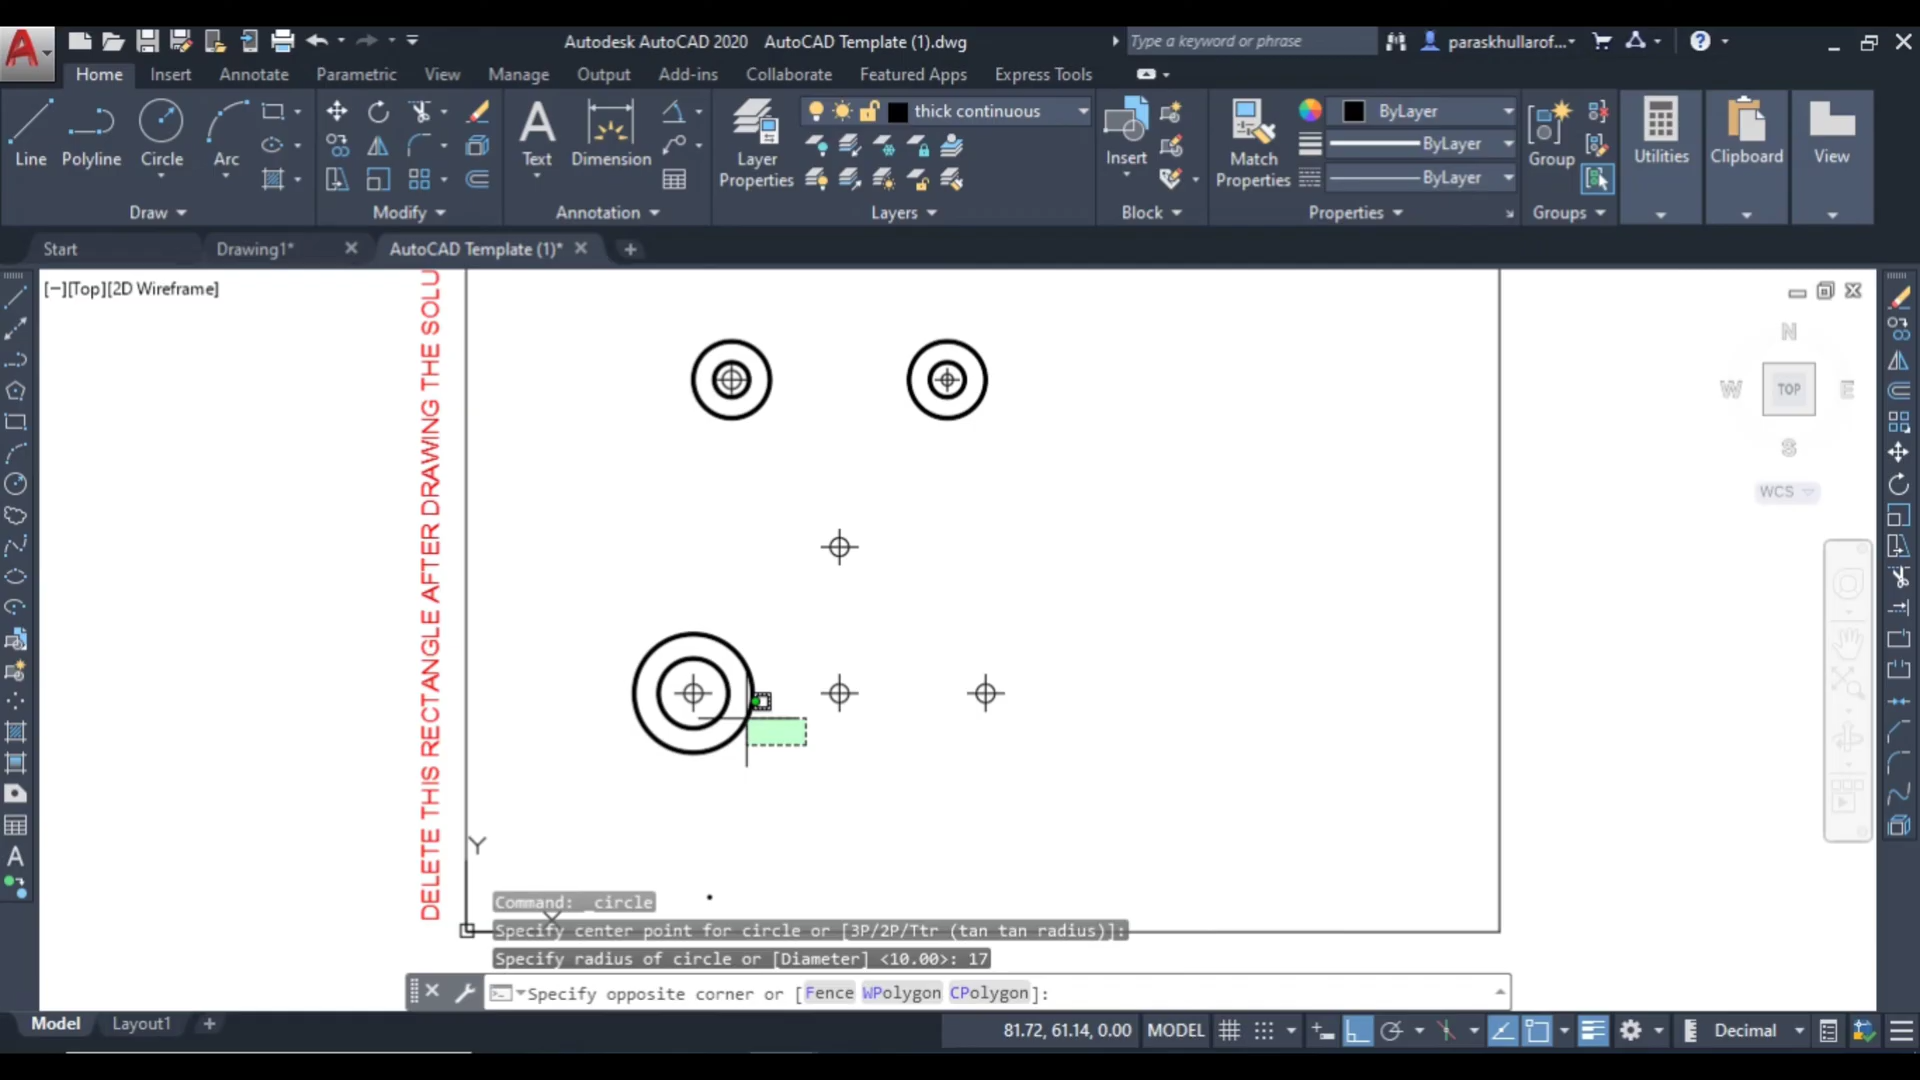 Autodesk AutoCAD 2020 AutoCAD Template (1).dwg
Type a keyword or phrase
paraskhullarof...
Home Insert Annotate Parametric View Manage Output Add-ins Collaborate Featured Apps Express Tools
Line Polyline Circle Arc
Text Dimension
Layer Properties
thick continuous
Insert
Match Properties
ByLayer
ByLayer
ByLayer
Group
Utilities Clipboard View
Draw Modify Annotation Layers Block Properties Groups
Start Drawing1* AutoCAD Template (1)*
[−][Top][2D Wireframe]
DELETE THIS RECTANGLE AFTER DRAWING THE SOLU
N
W TOP E
S
WCS
Y
Command: _circle
Specify center point for circle or [3P/2P/Ttr (tan tan radius)]:
Specify radius of circle or [Diameter] <10.00>: 17
Specify opposite corner or [Fence WPolygon CPolygon]:
Model Layout1
81.72, 61.14, 0.00 MODEL
Decimal